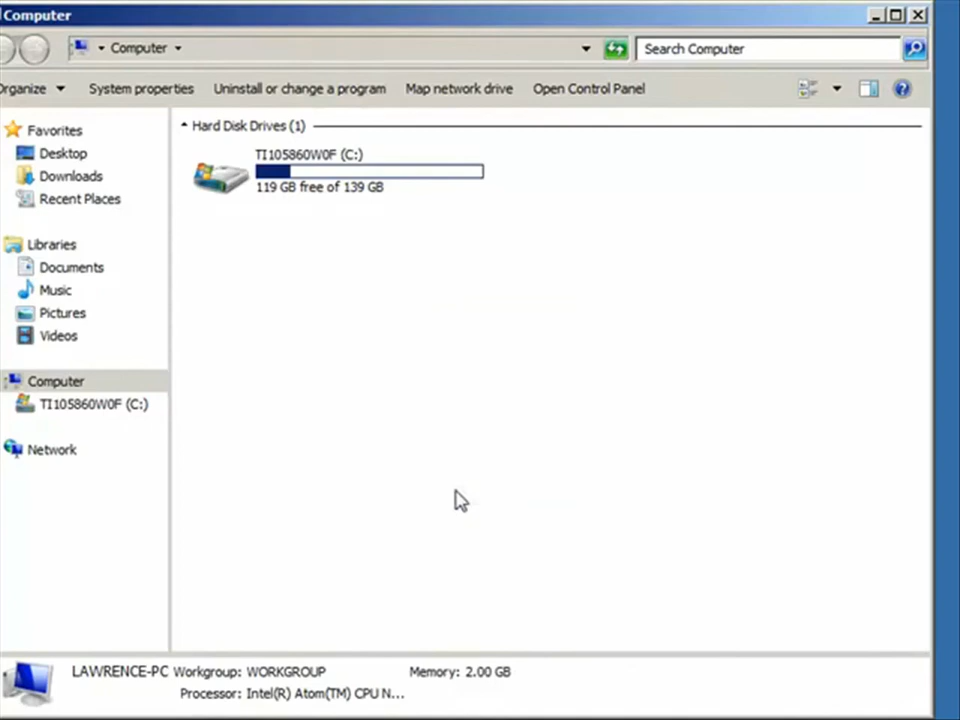 Computer
Computer
Search Computer
Organize
System properties
Uninstall or change a program
Map network drive
Open Control Panel
Favorites
Desktop
Downloads
Recent Places
Libraries
Documents
Music
Pictures
Videos
Computer
TI105860W0F (C:)
Network
Hard Disk Drives (1)
TI105860W0F (C:)
119 GB free of 139 GB
LAWRENCE-PC Workgroup: WORKGROUP Memory: 2.00 GB
Processor: Intel(R) Atom(TM) CPU N...